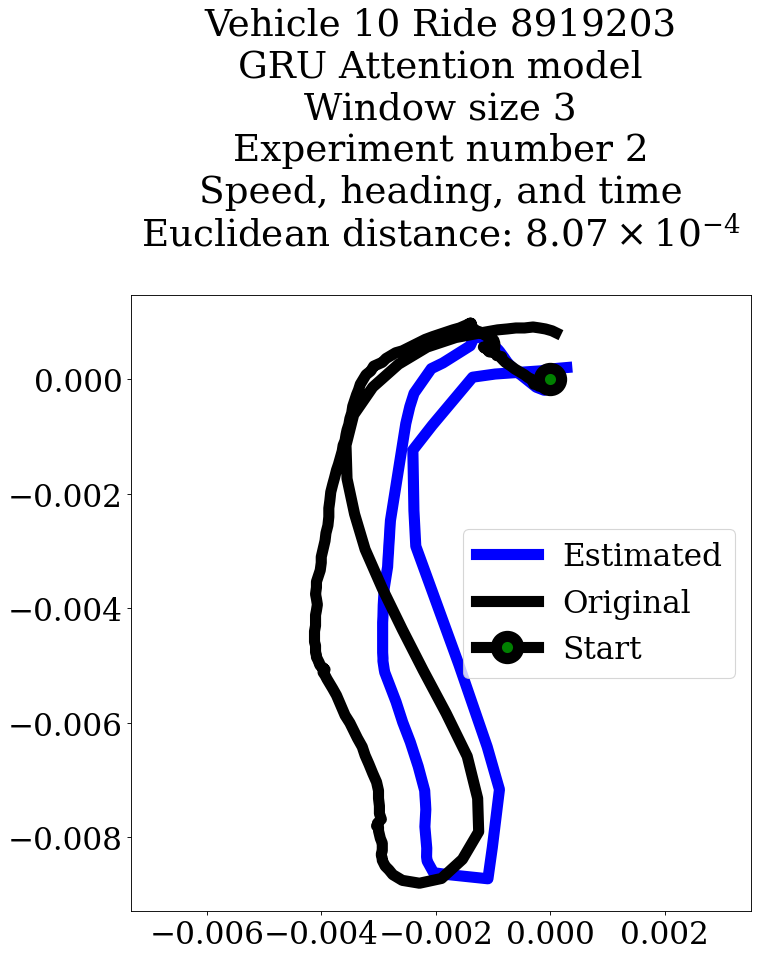 Vehicle 10 Ride 8919203
GRU Attention model
Window size 3
Experiment number 2
Speed, heading, and time
Euclidean distance: 8.07 × 10⁻⁴
0.000
−0.002
−0.004
−0.006
−0.008
Estimated
Original
Start
−0.006 −0.004 −0.002 0.000 0.002